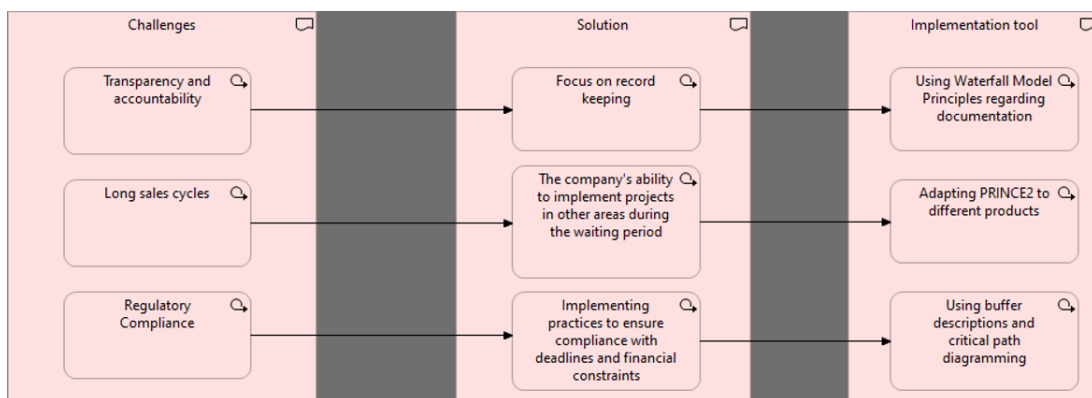 Challenges
Solution
Implementation tool
Transparency and
accountability
Focus on record
keeping
Using Waterfall Model
Principles regarding
documentation
Long sales cycles
The company's ability
to implement projects
in other areas during
the waiting period
Adapting PRINCE2 to
different products
Regulatory
Compliance
Implementing
practices to ensure
compliance with
deadlines and financial
constraints
Using buffer
descriptions and
critical path
diagramming